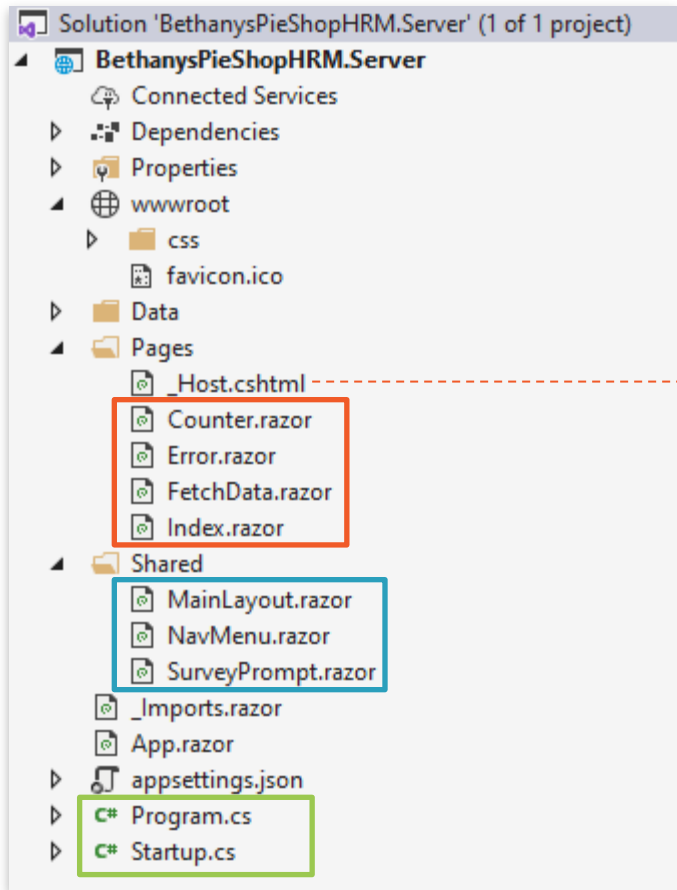 Solution 'BethanysPieShopHRM.Server' (1 of 1 project)
BethanysPieShopHRM.Server
Connected Services
Dependencies
Properties
wwwroot
css
favicon.ico
Data
Pages
_Host.cshtml
Counter.razor
Error.razor
FetchData.razor
Index.razor
Shared
MainLayout.razor
NavMenu.razor
SurveyPrompt.razor
_Imports.razor
App.razor
appsettings.json
C# Program.cs
C# Startup.cs